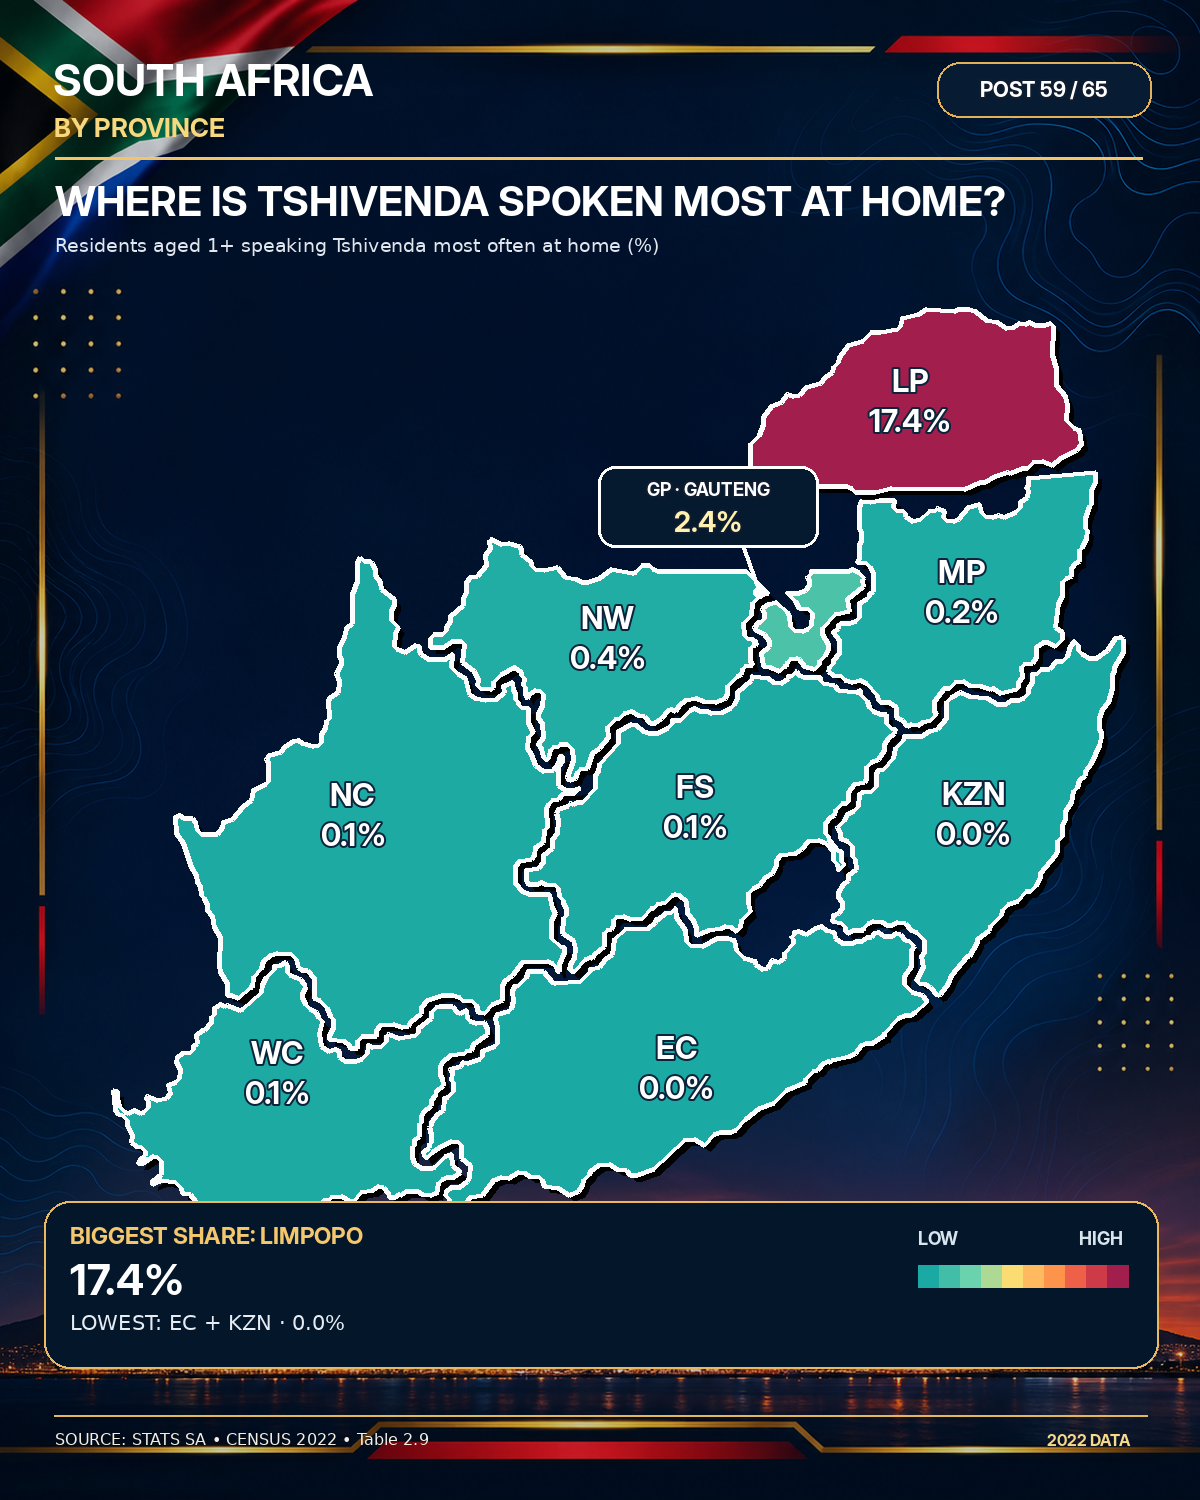 SOUTH AFRICA
POST 59 / 65
BY PROVINCE
WHERE IS TSHIVENDA SPOKEN MOST AT HOME?
Residents aged 1+ speaking Tshivenda most often at home (%)
LP
17.4%
GP · GAUTENG
2.4%
MP
0.2%
NW
0.4%
NC
0.1%
FS
0.1%
KZN
0.0%
WC
0.1%
EC
0.0%
BIGGEST SHARE: LIMPOPO
17.4%
LOWEST: EC + KZN · 0.0%
LOW HIGH
SOURCE: STATS SA • CENSUS 2022 • Table 2.9
2022 DATA